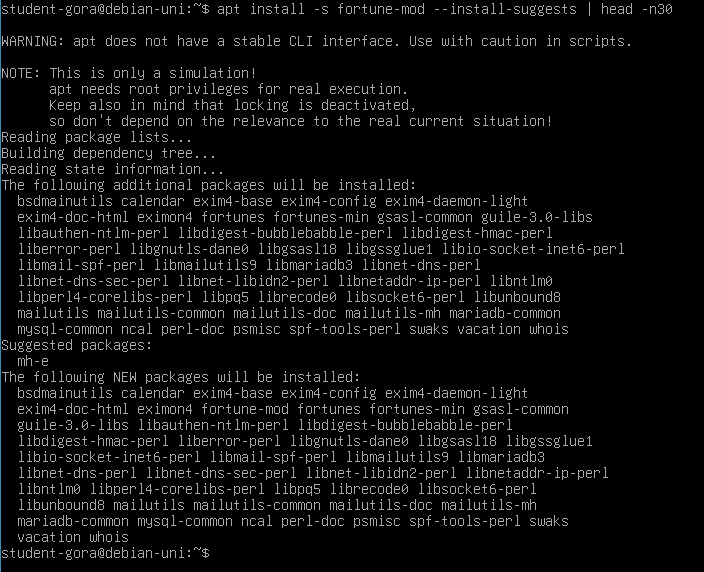 student-gora@debian-uni:~$ apt install -s fortune-mod --install-suggests | head -n30
WARNING: apt does not have a stable CLI interface. Use with caution in scripts.
NOTE: This is only a simulation!
      apt needs root privileges for real execution.
      Keep also in mind that locking is deactivated,
      so don't depend on the relevance to the real current situation!
Reading package lists...
Building dependency tree...
Reading state information...
The following additional packages will be installed:
  bsdmainutils calendar exim4-base exim4-config exim4-daemon-light
  exim4-doc-html eximon4 fortunes fortunes-min gsasl-common guile-3.0-libs
  libauthen-ntlm-perl libdigest-bubblebabble-perl libdigest-hmac-perl
  liberror-perl libgnutls-dane0 libgsasl18 libgssglue1 libio-socket-inet6-perl
  libmail-spf-perl libmailutils9 libmariadb3 libnet-dns-perl
  libnet-dns-sec-perl libnet-libidn2-perl libnetaddr-ip-perl libntlm0
  libperl4-corelibs-perl libpq5 librecode0 libsocket6-perl libunbound8
  mailutils mailutils-common mailutils-doc mailutils-mh mariadb-common
  mysql-common ncal perl-doc psmisc spf-tools-perl swaks vacation whois
Suggested packages:
  mh-e
The following NEW packages will be installed:
  bsdmainutils calendar exim4-base exim4-config exim4-daemon-light
  exim4-doc-html eximon4 fortune-mod fortunes fortunes-min gsasl-common
  guile-3.0-libs libauthen-ntlm-perl libdigest-bubblebabble-perl
  libdigest-hmac-perl liberror-perl libgnutls-dane0 libgsasl18 libgssglue1
  libio-socket-inet6-perl libmail-spf-perl libmailutils9 libmariadb3
  libnet-dns-perl libnet-dns-sec-perl libnet-libidn2-perl libnetaddr-ip-perl
  libntlm0 libperl4-corelibs-perl libpq5 librecode0 libsocket6-perl
  libunbound8 mailutils mailutils-common mailutils-doc mailutils-mh
  mariadb-common mysql-common ncal perl-doc psmisc spf-tools-perl swaks
  vacation whois
student-gora@debian-uni:~$